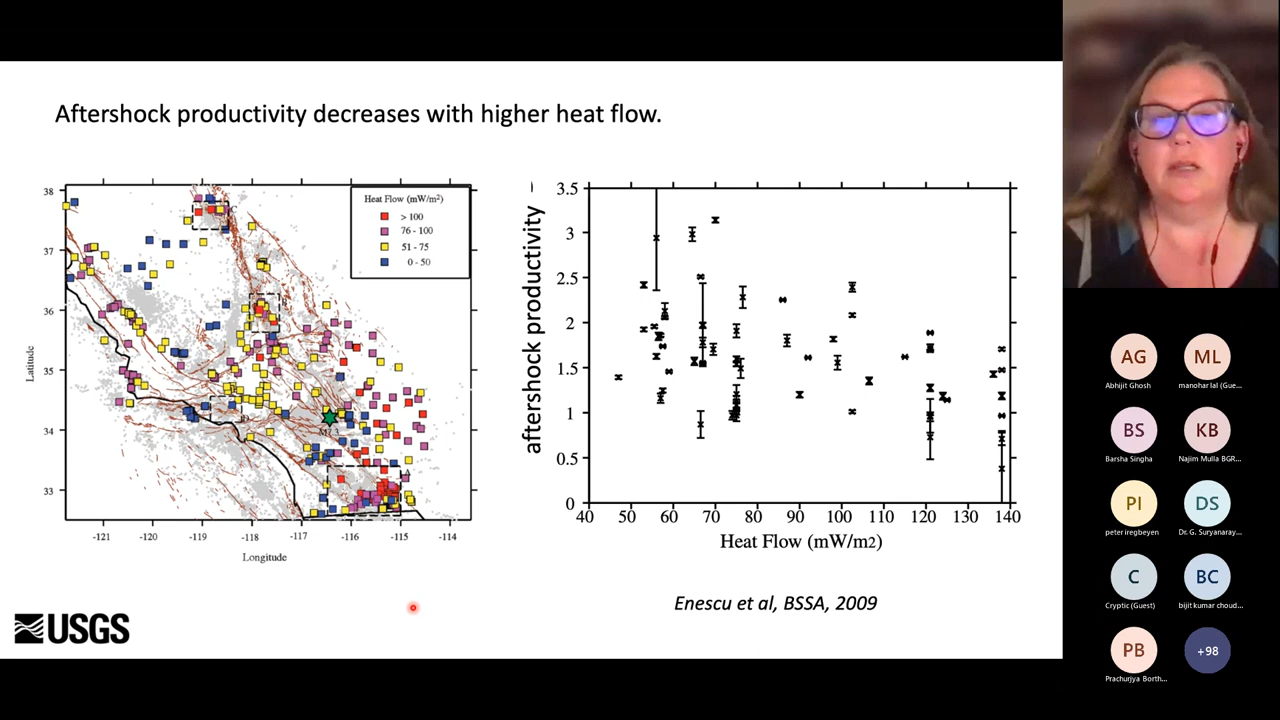 Aftershock productivity decreases with higher heat flow.
Heat Flow (mW/m²)
> 100
76 - 100
51 - 75
0 - 50
38
37
36
35
34
33
Latitude
-121
-120
-119
-118
-117
-116
-115
-114
Longitude
aftershock productivity
3.5
3
2.5
2
1.5
1
0.5
0
40
50
60
70
80
90
100
110
120
130
140
Heat Flow (mW/m2)
Enescu et al, BSSA, 2009
USGS
AG
Abhijit Ghosh
ML
manohar lal (Gue...
BS
Barsha Singha
KB
Najim Mulla BGR...
PI
peter iregbeyen
DS
Dr. G. Suryanaray...
C
Cryptic (Guest)
BC
bijit kumar choud...
PB
Prachurjya Borth...
+98